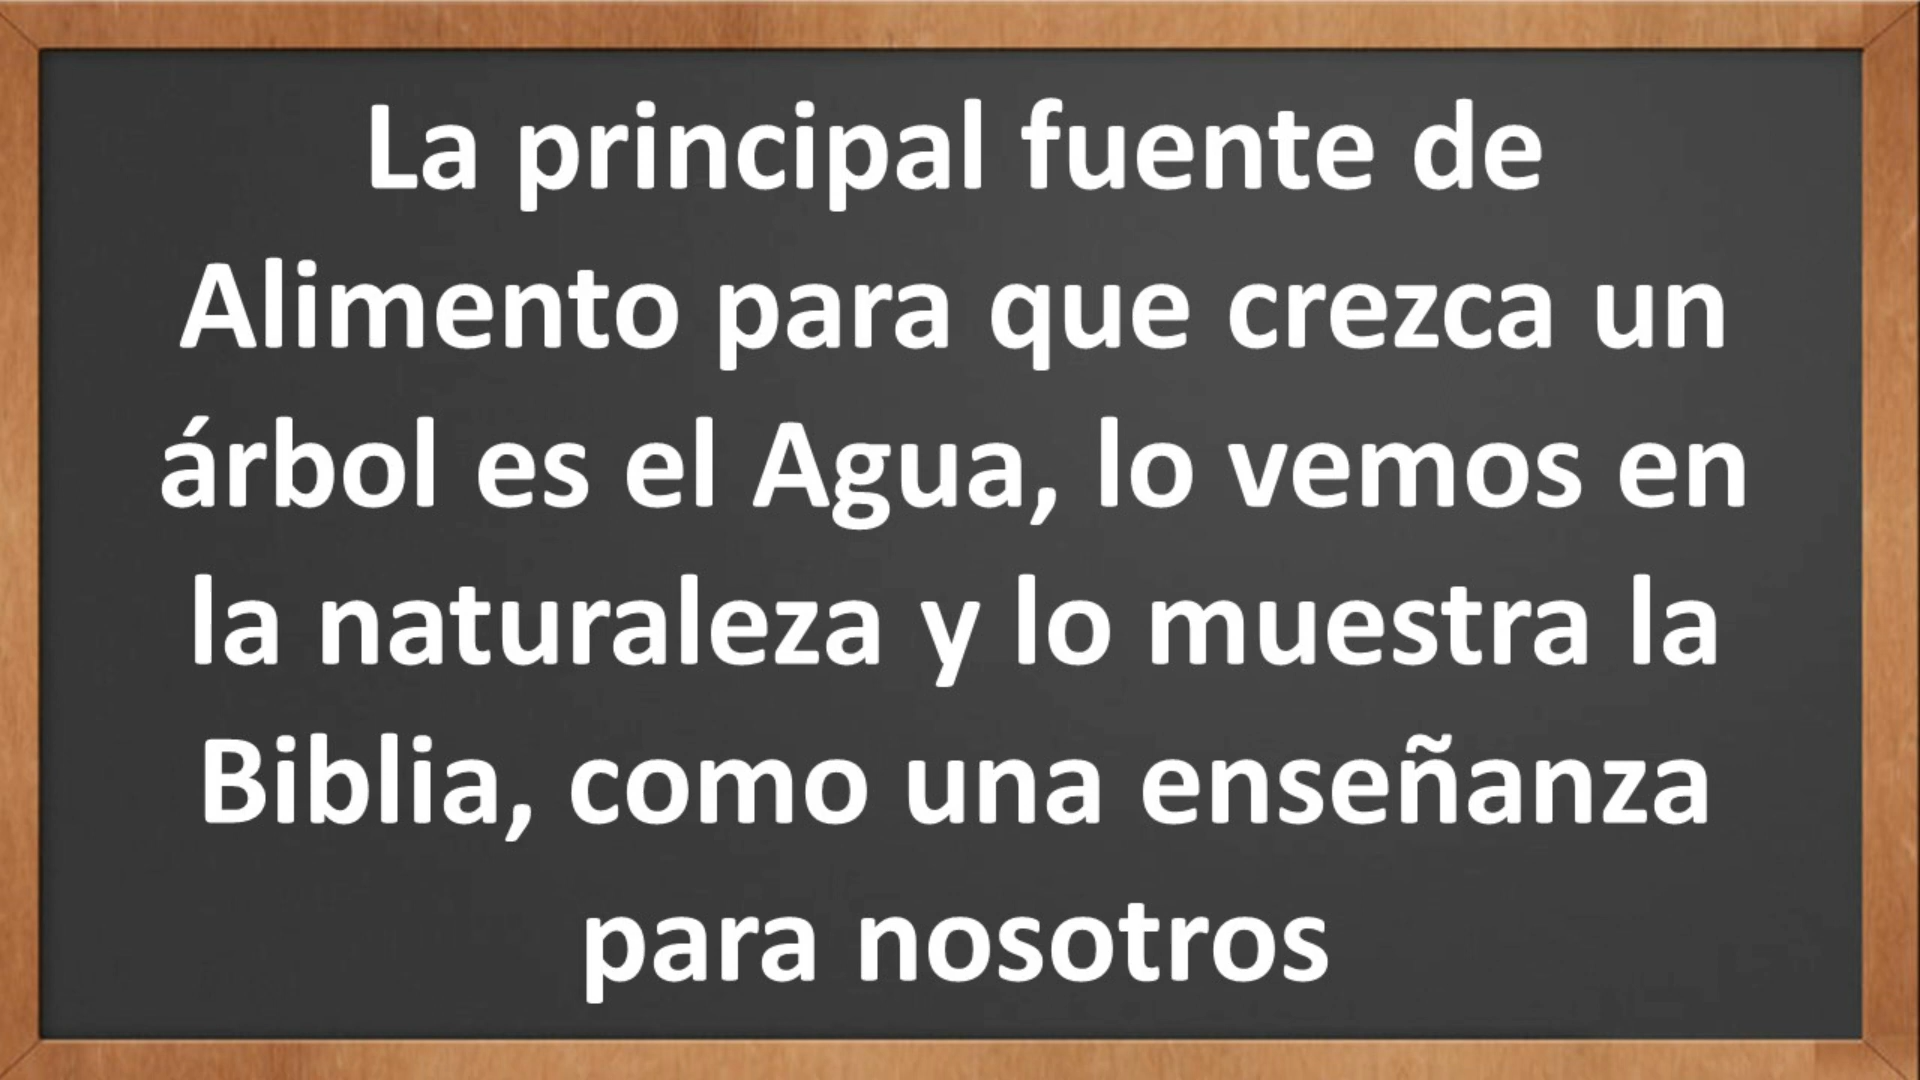 La principal fuente de
Alimento para que crezca un
árbol es el Agua, lo vemos en
la naturaleza y lo muestra la
Biblia, como una enseñanza
para nosotros